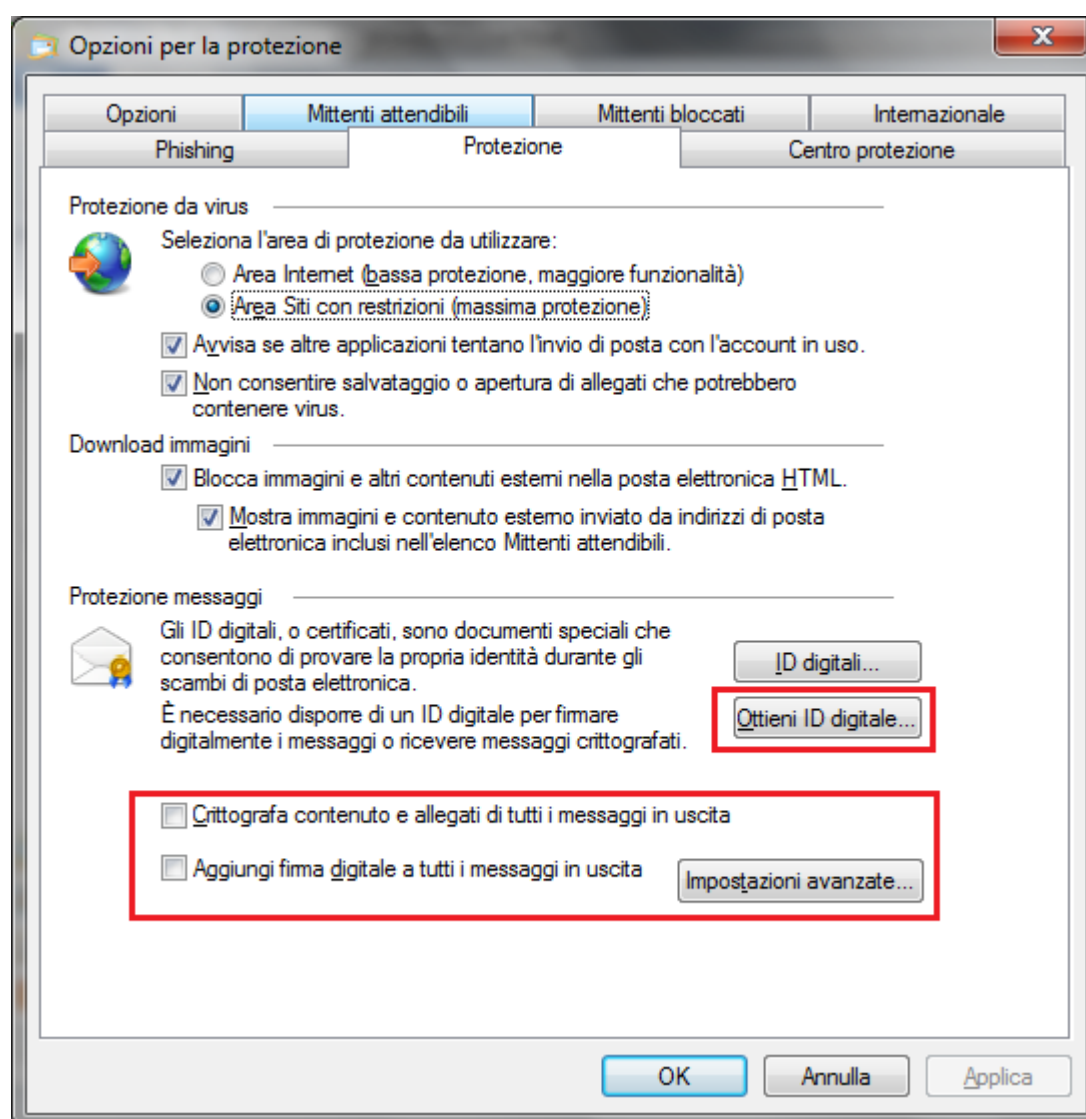 Opzioni per la protezione
X
Opzioni
Mittenti attendibili
Mittenti bloccati
Internazionale
Phishing
Protezione
Centro protezione
Protezione da virus
Seleziona l'area di protezione da utilizzare:
Area Internet (bassa protezione, maggiore funzionalità)
Area Siti con restrizioni (massima protezione)
Avvisa se altre applicazioni tentano l'invio di posta con l'account in uso.
Non consentire salvataggio o apertura di allegati che potrebbero
contenere virus.
Download immagini
Blocca immagini e altri contenuti esterni nella posta elettronica HTML.
Mostra immagini e contenuto esterno inviato da indirizzi di posta
elettronica inclusi nell'elenco Mittenti attendibili.
Protezione messaggi
Gli ID digitali, o certificati, sono documenti speciali che
consentono di provare la propria identità durante gli
scambi di posta elettronica.
ID digitali...
È necessario disporre di un ID digitale per firmare
digitalmente i messaggi o ricevere messaggi crittografati.
Ottieni ID digitale...
Crittografa contenuto e allegati di tutti i messaggi in uscita
Aggiungi firma digitale a tutti i messaggi in uscita
Impostazioni avanzate...
OK
Annulla
Applica